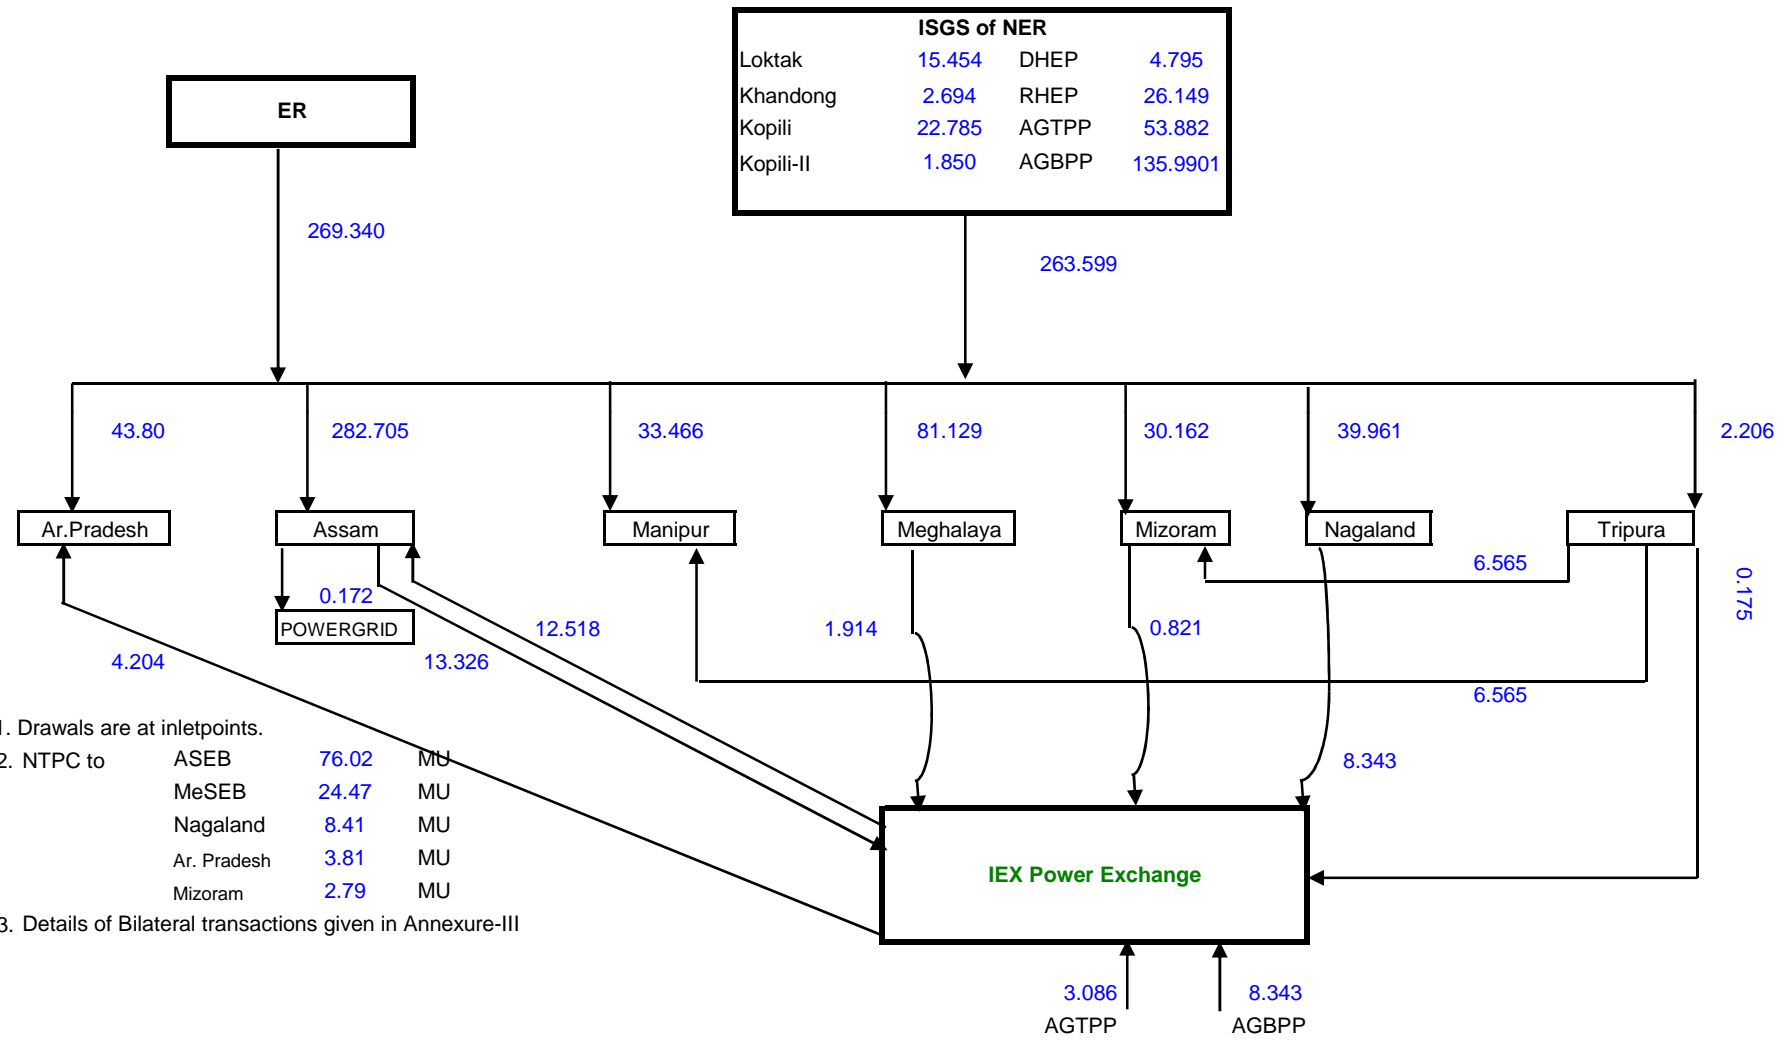 ISGS of NER
Loktak 15.454 DHEP 4.795
Khandong 2.694 RHEP 26.149
Kopili 22.785 AGTPP 53.882
Kopili-II 1.850 AGBPP 135.9901
ER
269.340
263.599
43.80 282.705 33.466 81.129 30.162 39.961 2.206
Ar.Pradesh Assam Manipur Meghalaya Mizoram Nagaland Tripura
6.565
0.175
0.172
POWERGRID
12.518 1.914 0.821
4.204 13.326
6.565
1. Drawals are at inletpoints.
2. NTPC to ASEB 76.02 MU
8.343
MeSEB 24.47 MU
Nagaland 8.41 MU
Ar. Pradesh 3.81 MU
Mizoram 2.79 MU
IEX Power Exchange
3. Details of Bilateral transactions given in Annexure-III
3.086 8.343
AGTPP AGBPP